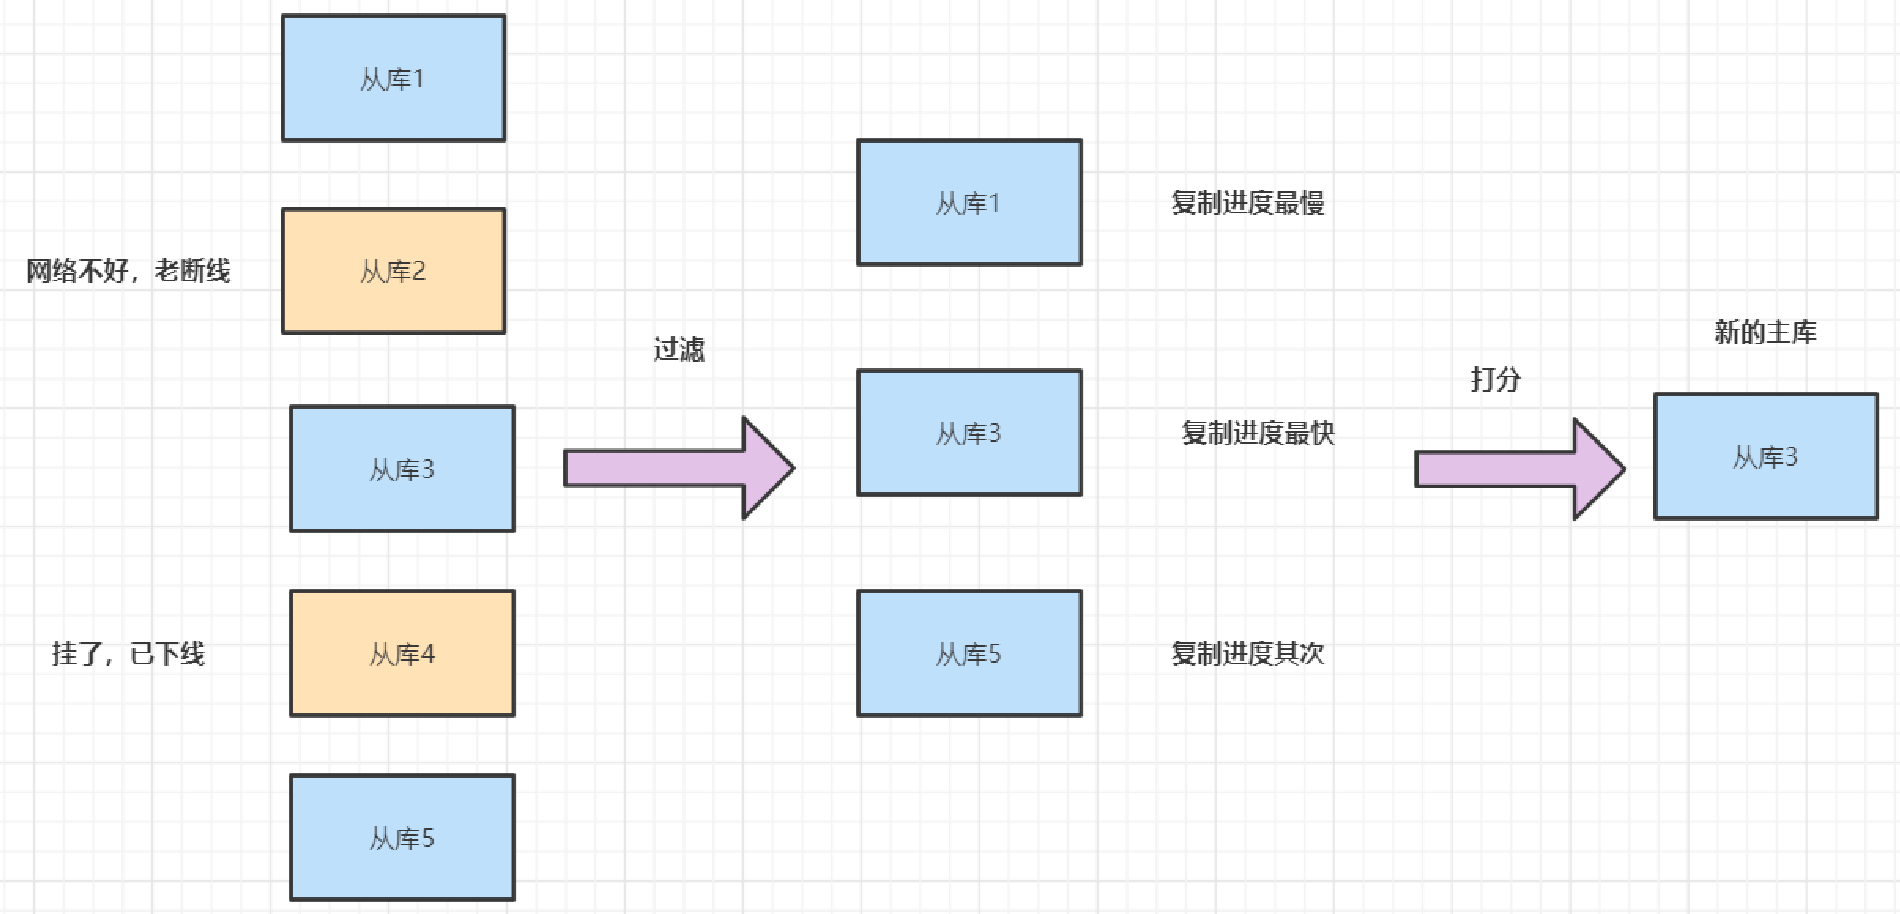 从库1
网络不好，老断线
从库2
从库3
挂了，已下线
从库4
从库5
过滤
从库1
复制进度最慢
从库3
复制进度最快
从库5
复制进度其次
打分
新的主库
从库3